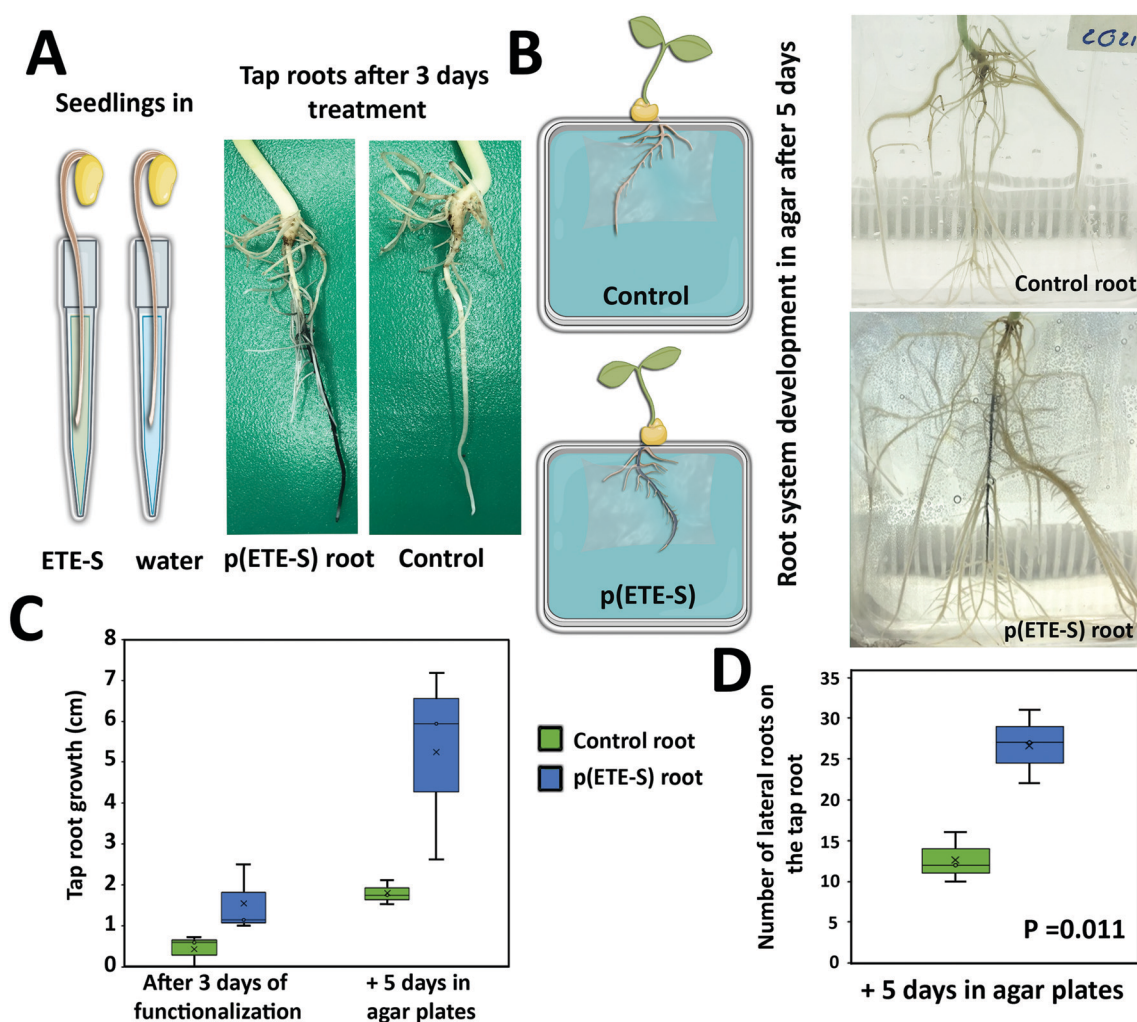 A
Seedlings in
ETE-S
water
Tap roots after 3 days
treatment
p(ETE-S) root
Control
B
Control
p(ETE-S)
Root system development in agar after 5 days
Control root
p(ETE-S) root
C
Tap root growth (cm)
8
7
6
5
4
3
2
1
0
After 3 days of
functionalization
+ 5 days in
agar plates
Control root
p(ETE-S) root
D
Number of lateral roots on
the tap root
35
30
25
20
15
10
5
0
P =0.011
+ 5 days in agar plates